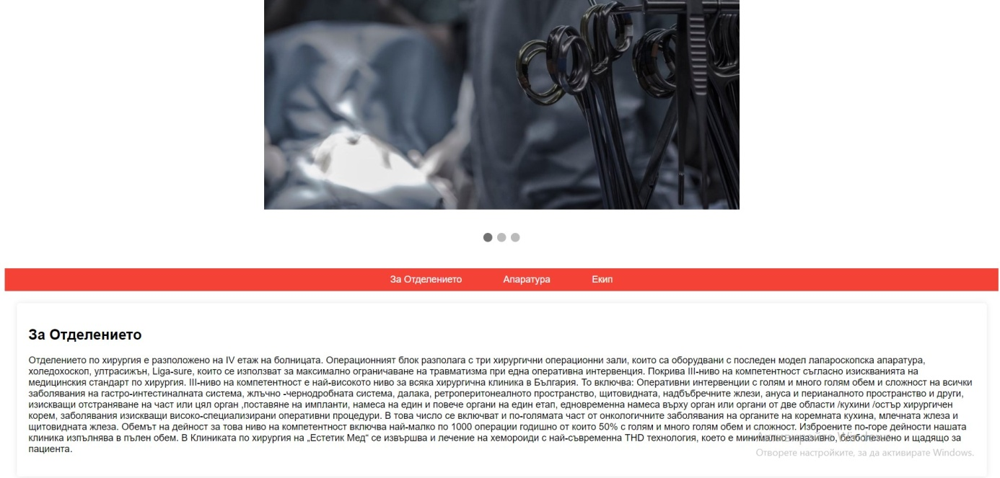 За Отделението Апаратура Екип
За Отделението
Отделението по хирургия е разположено на IV етаж на болницата. Операционният блок разполага с три хирургични операционни зали, които са оборудвани с последен модел лапароскопска апаратура,
холедохоскоп, ултрасижън, Liga-sure, които се използват за максимално ограничаване на травматизма при една оперативна интервенция. Покрива III-ниво на компетентност съгласно изискванията на
медицинския стандарт по хирургия. III-ниво на компетентност е най-високото ниво за всяка хирургична клиника в България. То включва: Оперативни интервенции с голям и много голям обем и сложност на всички
заболявания на гастро-интестиналната система, жлъчно -чернодробната система, далака, ретроперитонеалното пространство, щитовидната, надбъбречните жлези, ануса и перианалното пространство и други,
изискващи отстраняване на част или цял орган ,поставяне на импланти, намеса на един и повече органи на един етап, едновременна намеса върху орган или органи от две области /кухини /остър хирургичен
корем, заболявания изискващи високо-специализирани оперативни процедури. В това число се включват и по-голямата част от онкологичните заболявания на органите на коремната кухина, млечната жлеза и
щитовидната жлеза. Обемът на дейност за това ниво на компетентност включва най-малко по 1000 операции годишно от които 50% с голям и много голям обем и сложност. Изброените по-горе дейности нашата
клиника изпълнява в пълен обем. В Клиниката по хирургия на „Естетик Мед“ се извършва и лечение на хемороиди с най-съвременна THD технология, което е минимално инвазивно, безболезнено и щадящо за
пациента.
Активирайте Windows
Отворете настройките, за да активирате Windows.